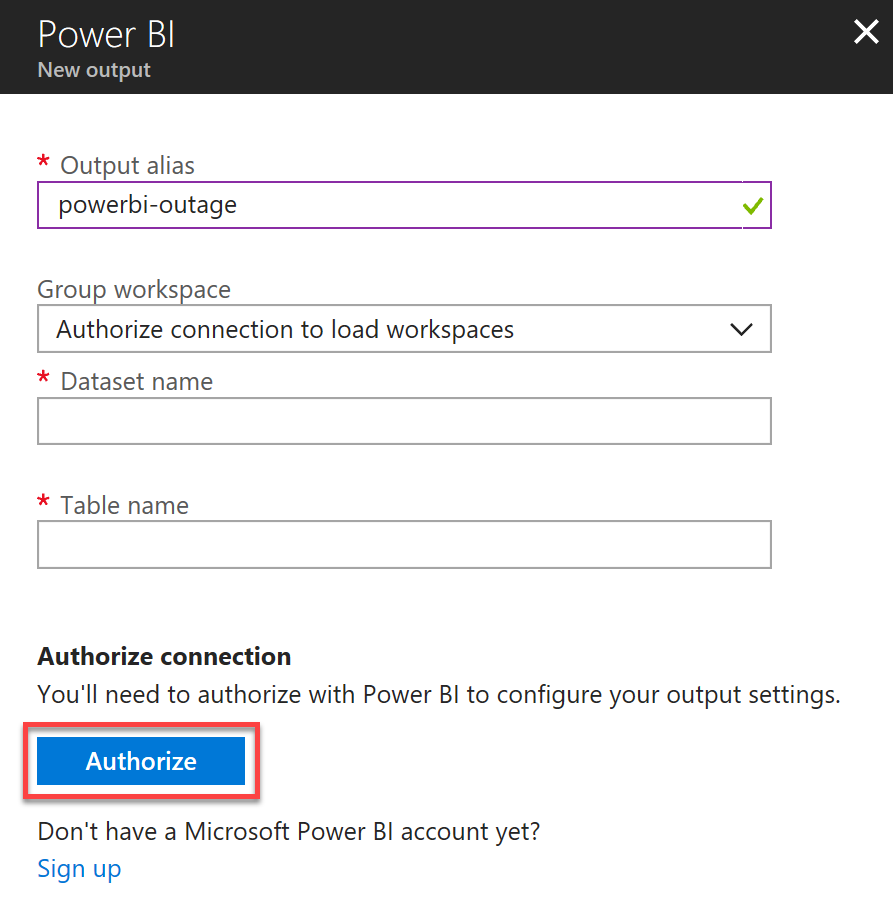 Power BI
New output
* Output alias
powerbi-outage
Group workspace
Authorize connection to load workspaces
* Dataset name
* Table name
Authorize connection
You'll need to authorize with Power BI to configure your output settings.
Authorize
Don't have a Microsoft Power BI account yet?
Sign up